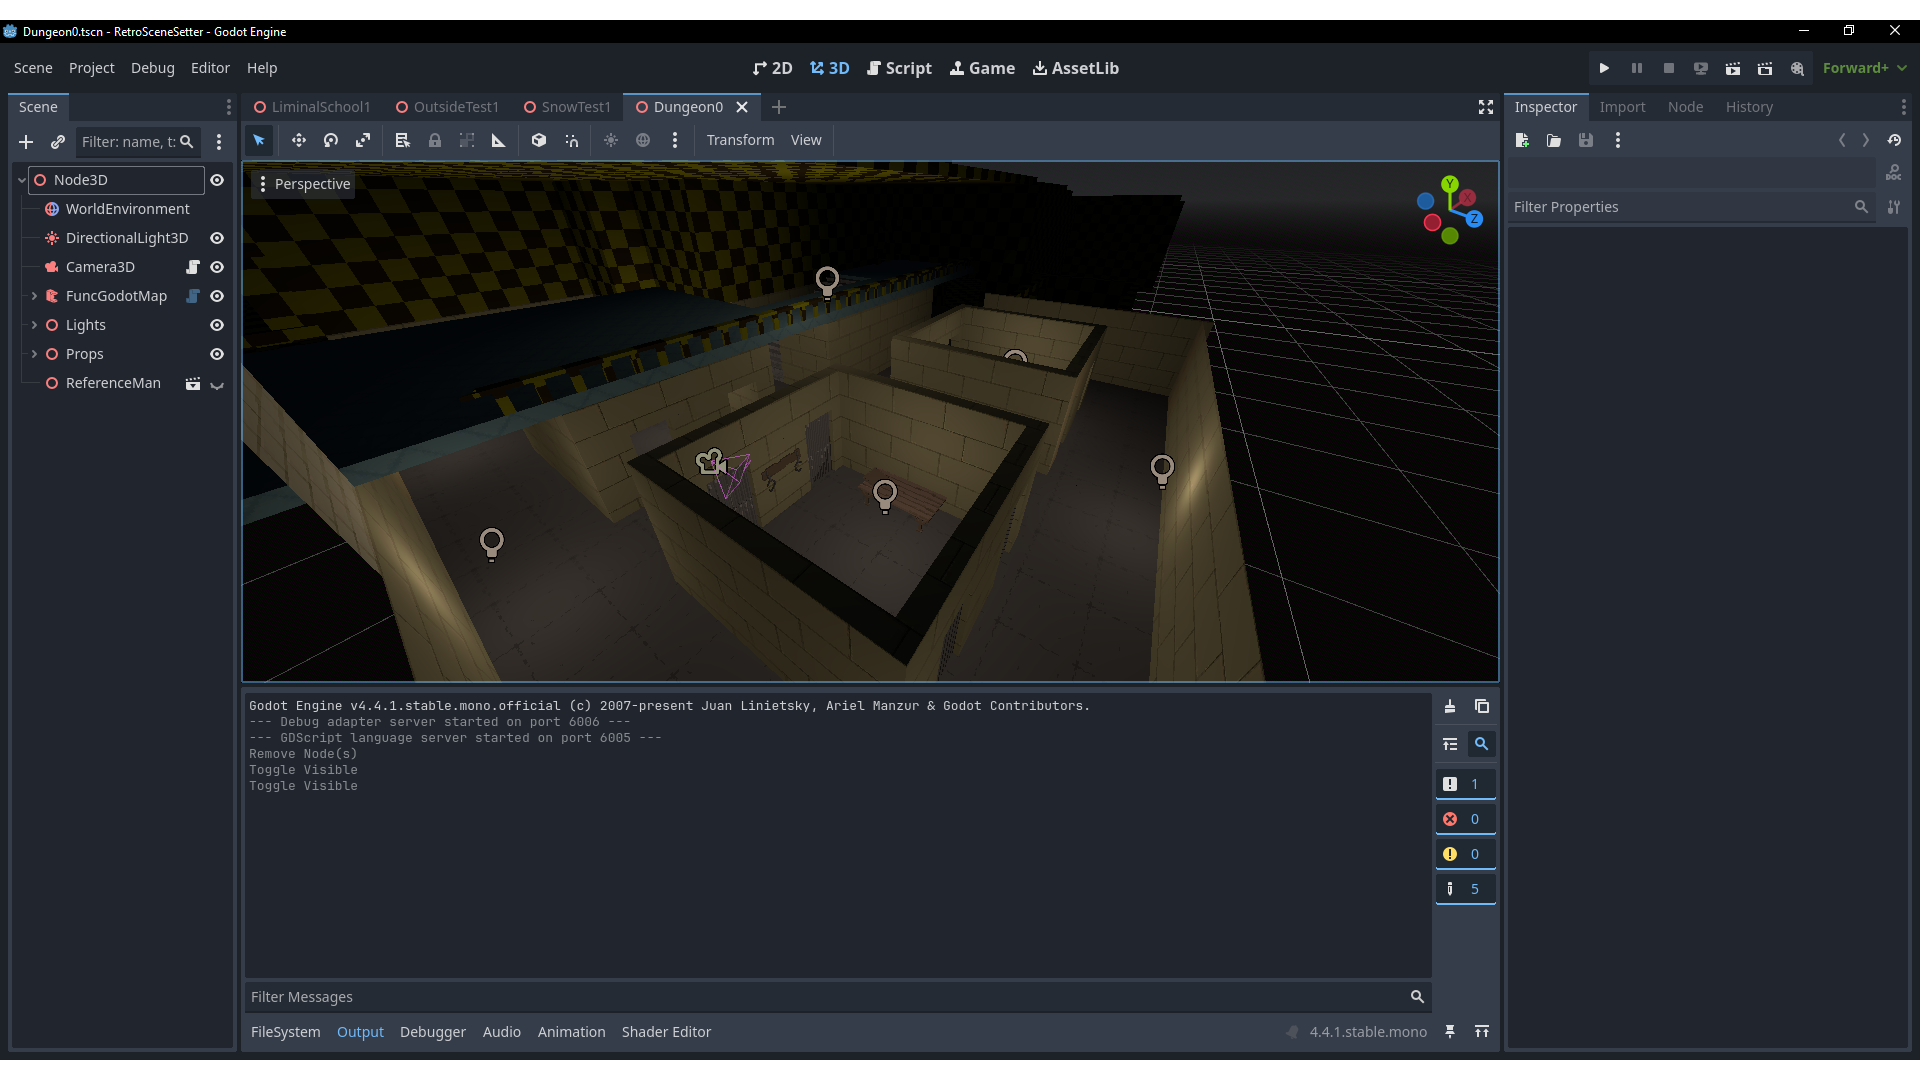 Dungeon0.tscn - RetroSceneSetter - Godot Engine
Scene Project Debug Editor Help
2D 3D Script Game AssetLib
Forward+
Scene
LiminalSchool1 OutsideTest1 SnowTest1 Dungeon0
Inspector Import Node History
Filter: name, t:
Transform View
Node3D
WorldEnvironment
DirectionalLight3D
Camera3D
FuncGodotMap
Lights
Props
ReferenceMan
Perspective
Y
X
Z
DOC
Filter Properties
Godot Engine v4.4.1.stable.mono.official (c) 2007-present Juan Linietsky, Ariel Manzur & Godot Contributors.
--- Debug adapter server started on port 6006 ---
--- GDScript language server started on port 6005 ---
Remove Node(s)
Toggle Visible
Toggle Visible
1
0
0
5
Filter Messages
FileSystem Output Debugger Audio Animation Shader Editor
4.4.1.stable.mono